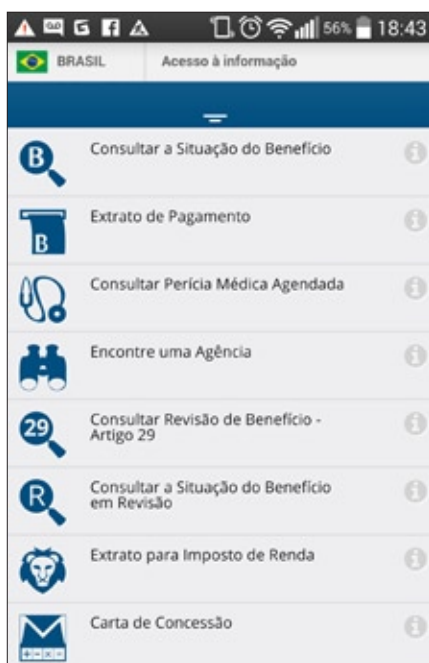 56% 18:43
BRASIL Acesso à informação
B
Consultar a Situação do Benefício
B
Extrato de Pagamento
Consultar Perícia Médica Agendada
Encontre uma Agência
29
Consultar Revisão de Benefício -
Artigo 29
R
Consultar a Situação do Benefício
em Revisão
Extrato para Imposto de Renda
Carta de Concessão